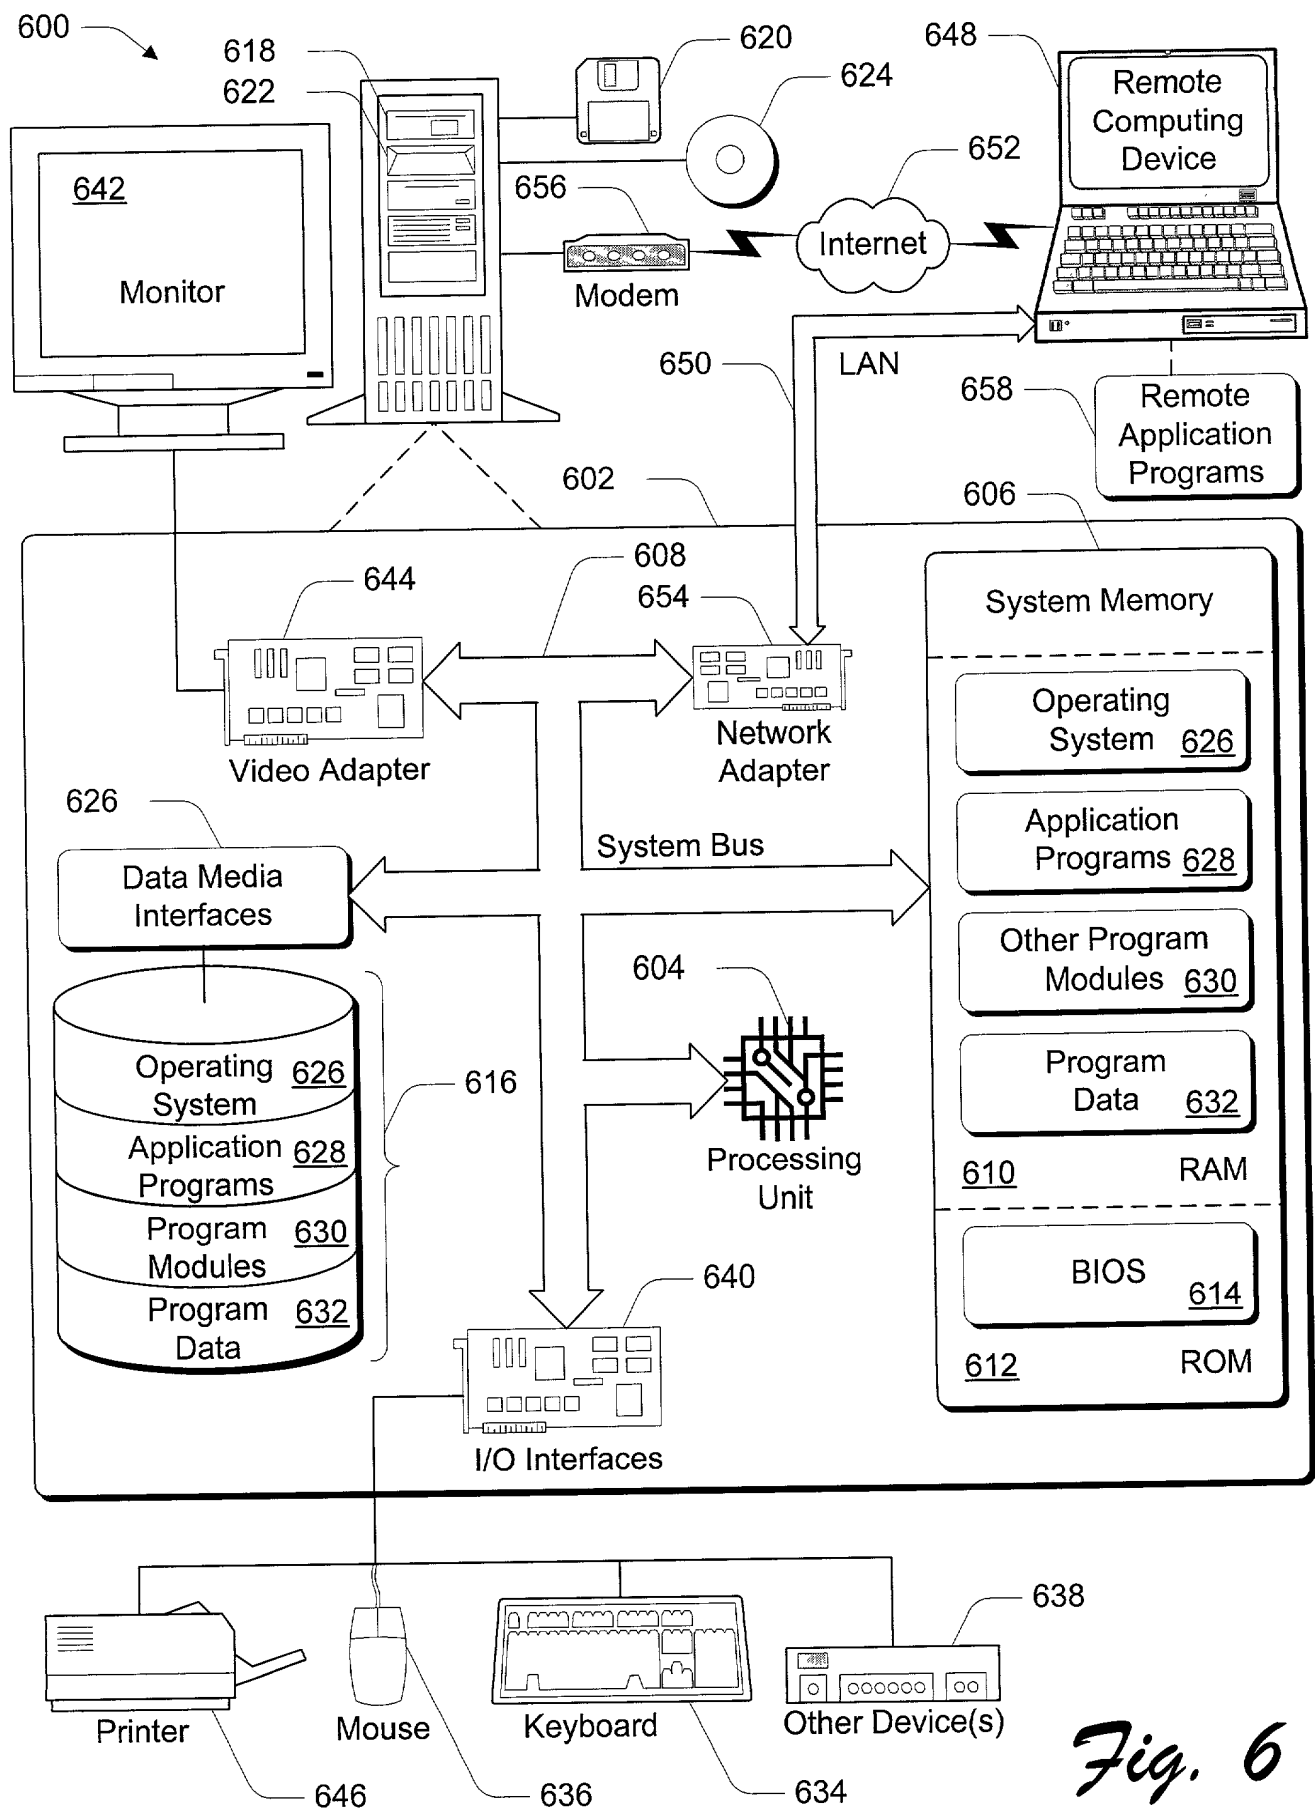 600
618
622
620
624
648
Remote
Computing
Device
642
Monitor
656
Modem
652
Internet
650
LAN
658
Remote
Application
Programs
602
606
608
644
654
Video Adapter
Network
Adapter
System Memory
Operating
System 626
Application
Programs 628
Other Program
Modules 630
Program
Data 632
610 RAM
BIOS
614
612 ROM
626
Data Media
Interfaces
System Bus
604
Processing
Unit
Operating
System 626
Application
Programs 628
Program
Modules 630
Program
Data 632
616
640
I/O Interfaces
638
Printer
Mouse
Keyboard
Other Device(s)
646
636
634
Fig. 6